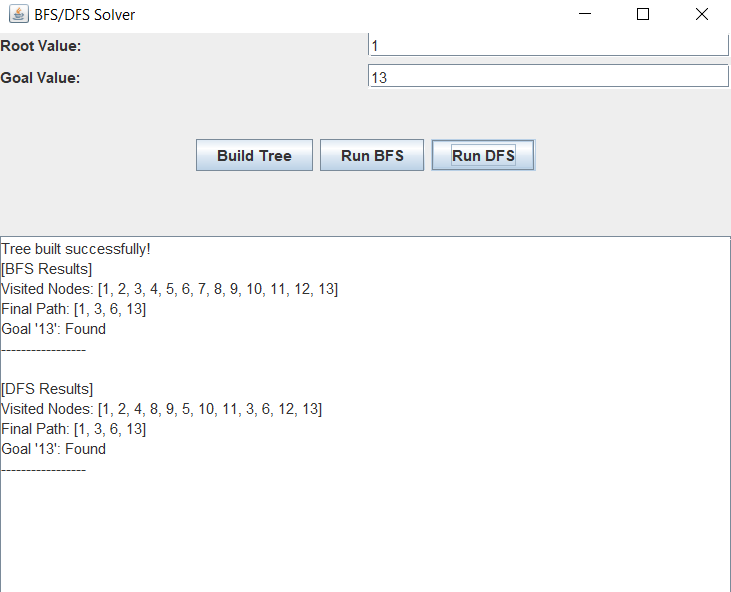 BFS/DFS Solver
Root Value: 1
Goal Value: 13
Build Tree Run BFS Run DFS
Tree built successfully!
[BFS Results]
Visited Nodes: [1, 2, 3, 4, 5, 6, 7, 8, 9, 10, 11, 12, 13]
Final Path: [1, 3, 6, 13]
Goal '13': Found
-----------------
[DFS Results]
Visited Nodes: [1, 2, 4, 8, 9, 5, 10, 11, 3, 6, 12, 13]
Final Path: [1, 3, 6, 13]
Goal '13': Found
-----------------